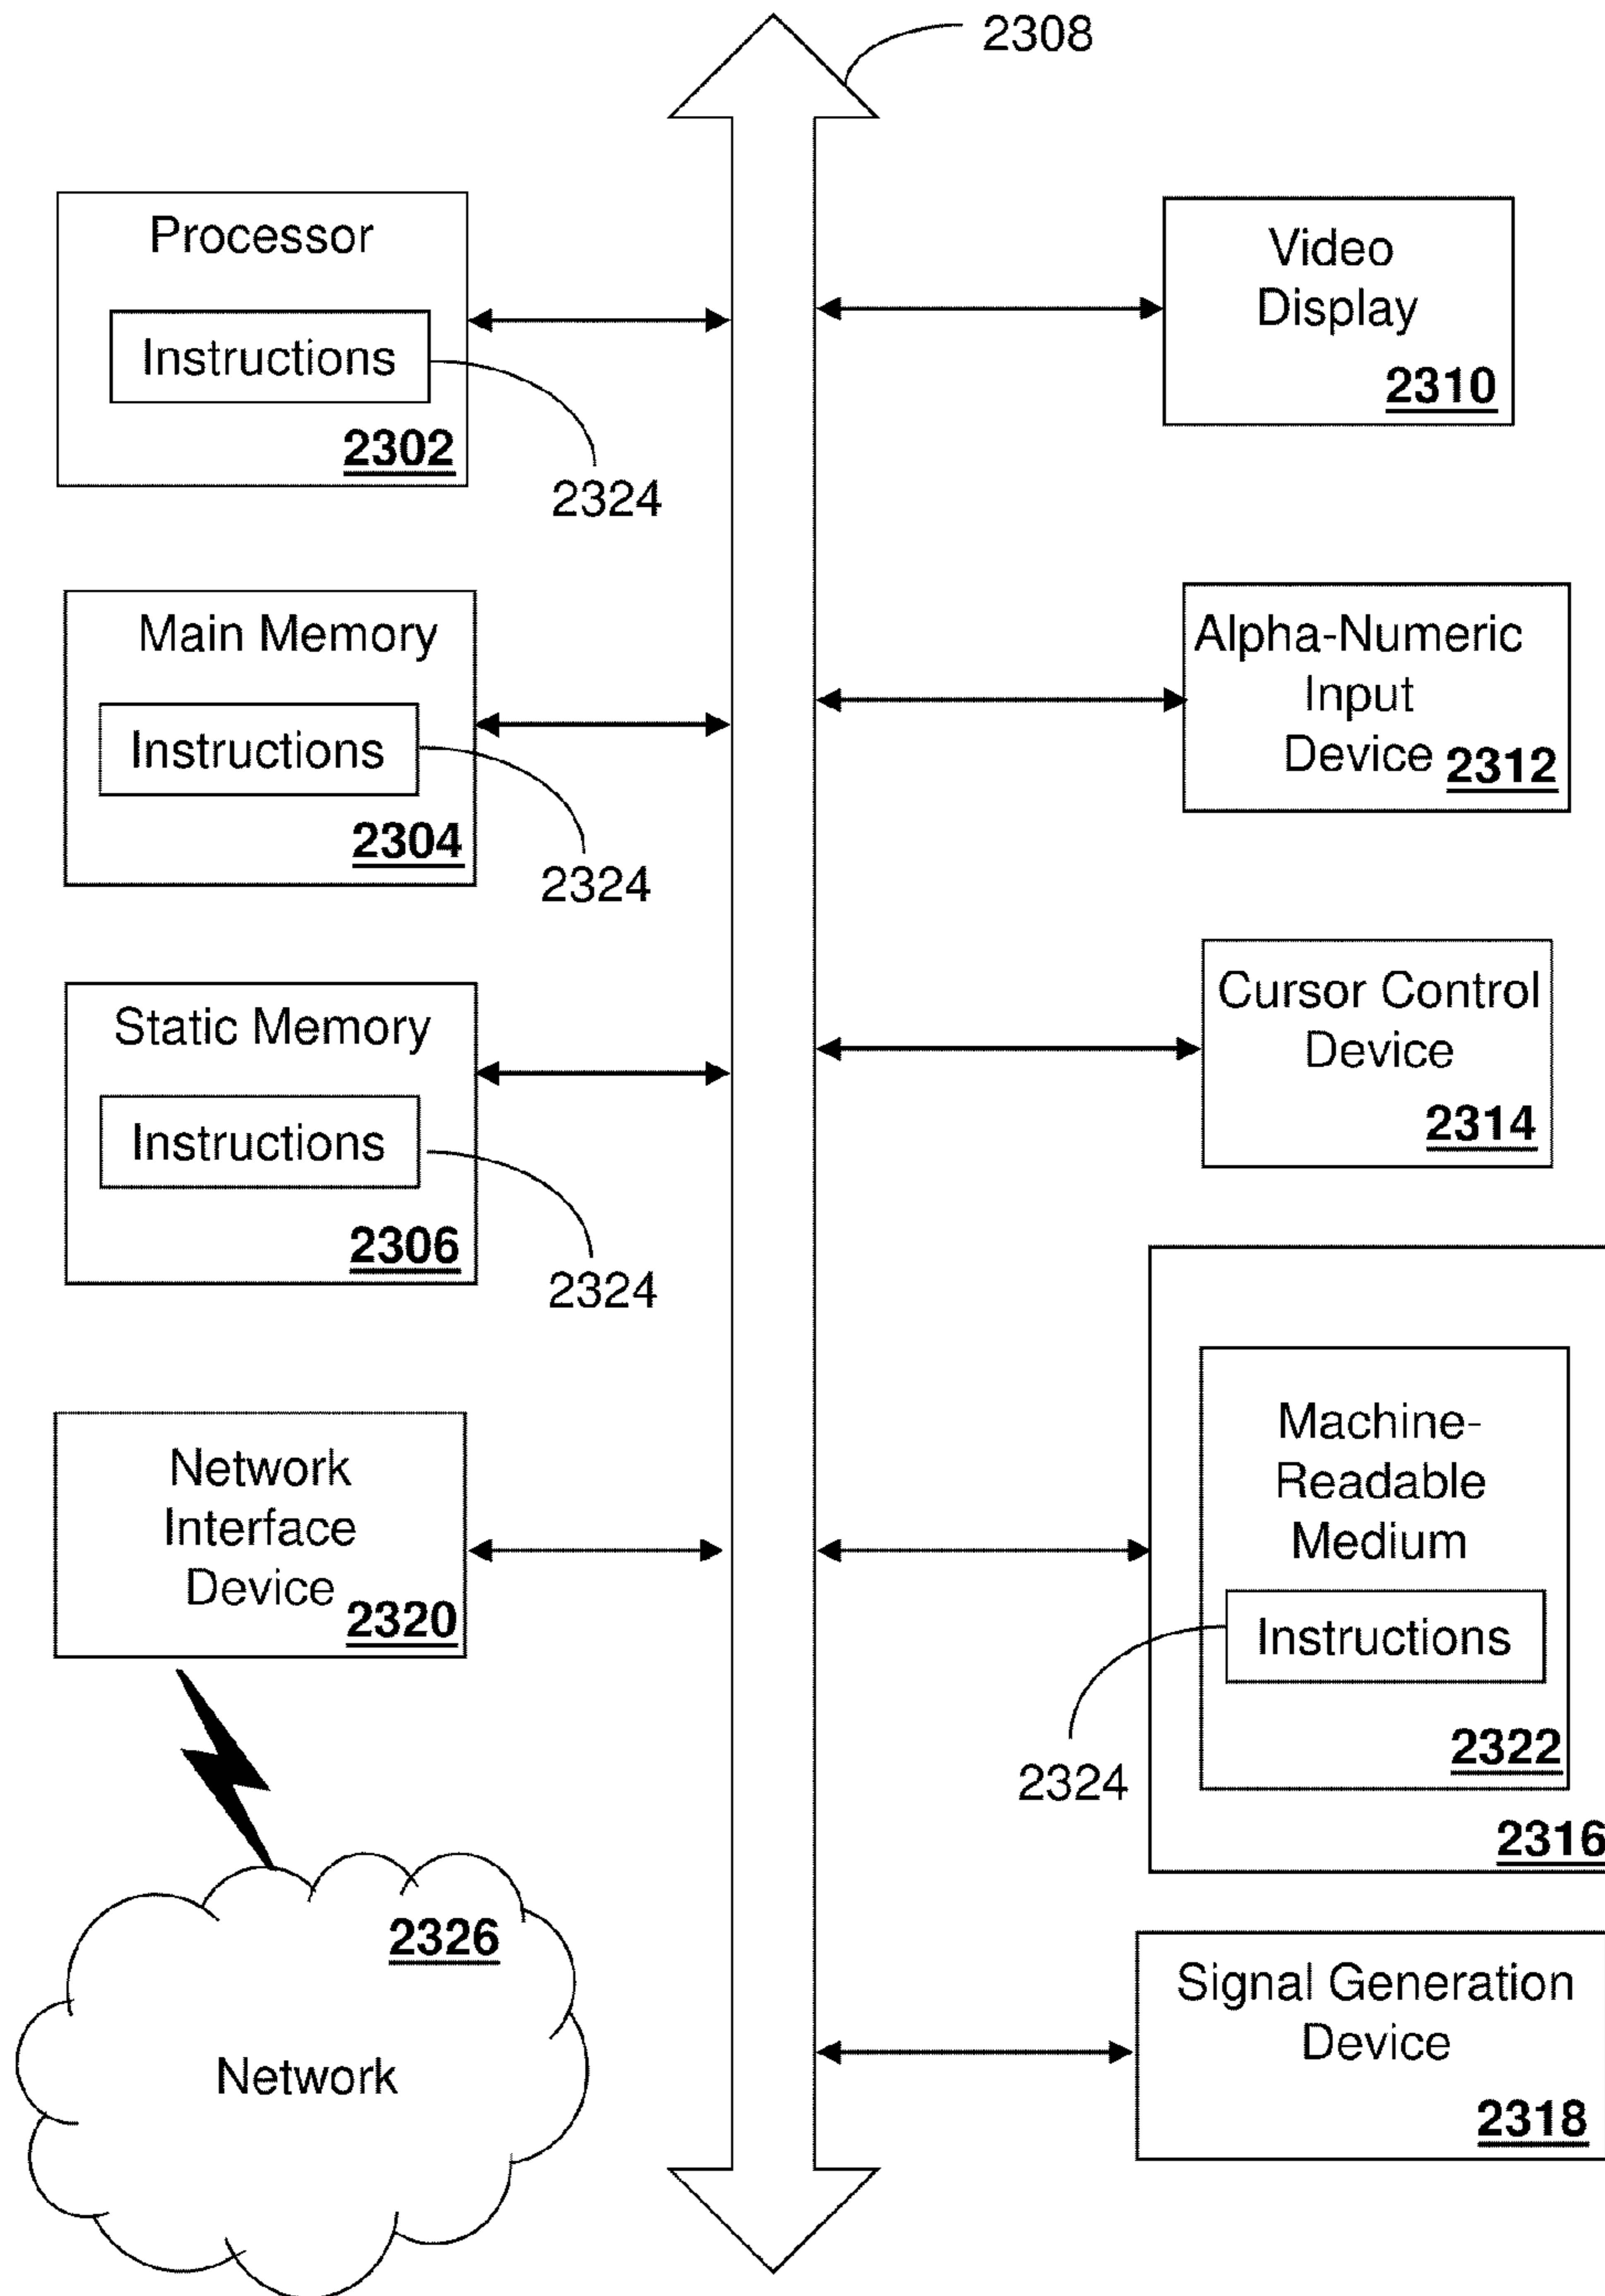 2308
Processor
Instructions
2302
2324
Main Memory
Instructions
2304
2324
Static Memory
Instructions
2306
2324
Network
Interface
Device
2320
2326
Network
Video
Display
2310
Alpha-Numeric
Input
Device 2312
Cursor Control
Device
2314
Machine-
Readable
Medium
Instructions
2322
2324
2316
Signal Generation
Device
2318